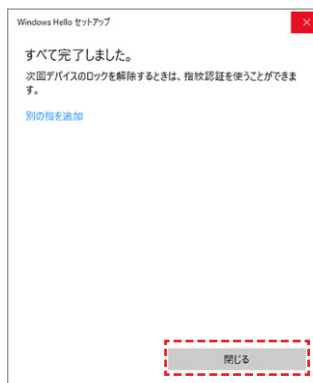 Windows Hello セットアップ
すべて完了しました。
次回デバイスのロックを解除するときは、指紋認証を使うことができま
す。
別の指を追加
閉じる